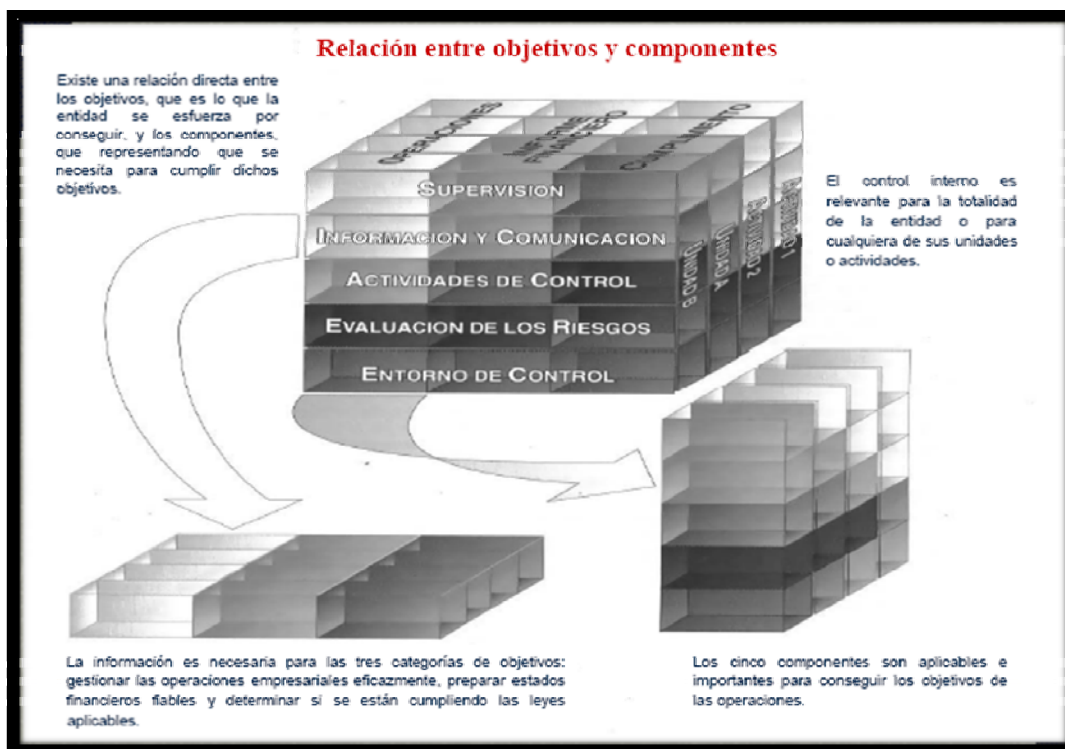 Relación entre objetivos y componentes
Existe una relación directa entre
los objetivos, que es lo que la
entidad se esfuerza por
conseguir, y los componentes,
que representando que se
necesita para cumplir dichos
objetivos.
OPERACIONES
INFORME
FINANCIERO
CUMPLIMIENTO
SUPERVISION
INFORMACION Y COMUNICACION
ACTIVIDADES DE CONTROL
EVALUACION DE LOS RIESGOS
ENTORNO DE CONTROL
UNIDAD B
UNIDAD A
ACTIVIDAD 2
ACTIVIDAD 1
El control interno es
relevante para la totalidad
de la entidad o para
cualquiera de sus unidades
o actividades.
La información es necesaria para las tres categorías de objetivos:
gestionar las operaciones empresariales eficazmente, preparar estados
financieros fiables y determinar sí se están cumpliendo las leyes
aplicables.
Los cinco componentes son aplicables e
importantes para conseguir los objetivos de
las operaciones.